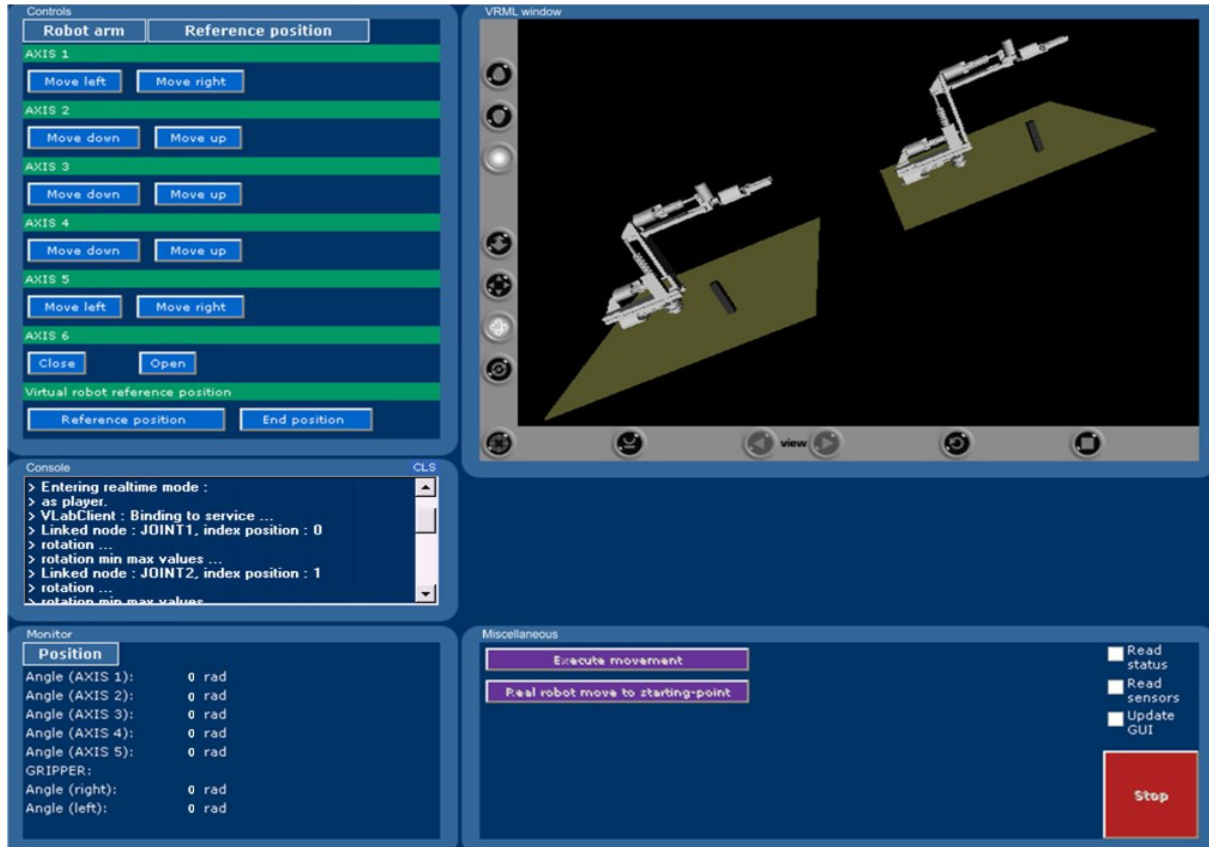 Controls
Robot arm Reference position
AXIS 1
Move left Move right
AXIS 2
Move down Move up
AXIS 3
Move down Move up
AXIS 4
Move down Move up
AXIS 5
Move left Move right
AXIS 6
Close Open
Virtual robot reference position
Reference position End position
VRML window
view
Console CLS
> Entering realtime mode :
> as player.
> VLabClient : Binding to service ...
> Linked node : JOINT1, index position : 0
> rotation ...
> rotation min max values ...
> Linked node : JOINT2, index position : 1
> rotation ...
> rotation min max values
Monitor
Position
Angle (AXIS 1): 0 rad
Angle (AXIS 2): 0 rad
Angle (AXIS 3): 0 rad
Angle (AXIS 4): 0 rad
Angle (AXIS 5): 0 rad
GRIPPER:
Angle (right): 0 rad
Angle (left): 0 rad
Miscellaneous
Execute movement
Real robot move to starting-point
Read
status
Read
sensors
Update
GUI
Stop